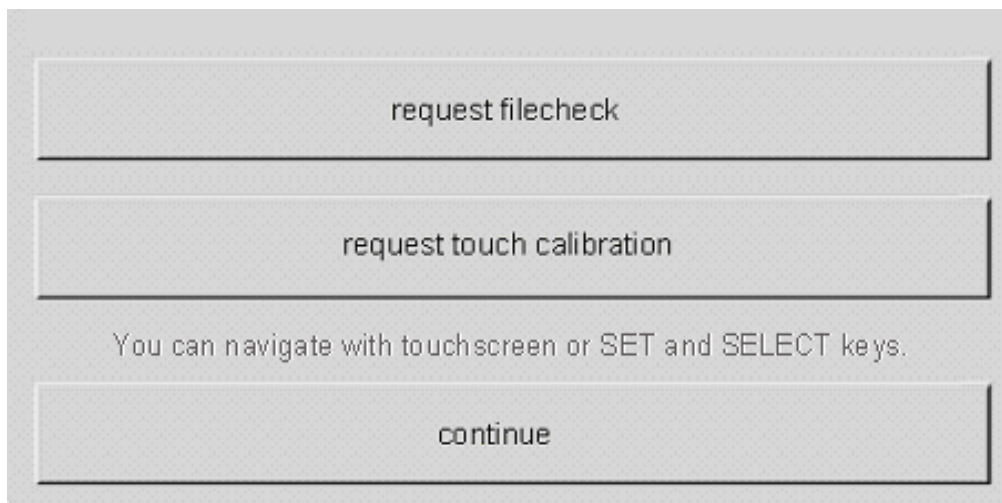 request filecheck
request touch calibration
You can navigate with touchscreen or SET and SELECT keys.
continue